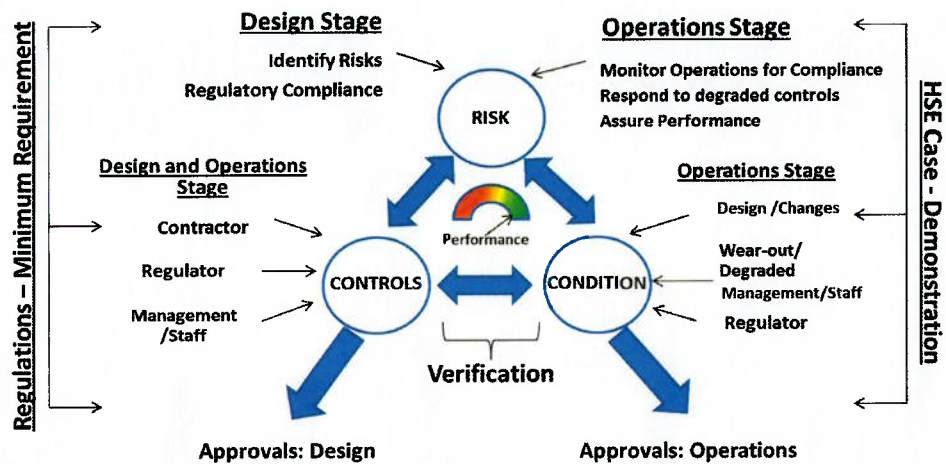 Regulations – Minimum Requirement
Design Stage
Identify Risks
Regulatory Compliance
Operations Stage
Monitor Operations for Compliance
Respond to degraded controls
Assure Performance
RISK
Design and Operations
Stage
Contractor
Regulator
Management
/Staff
Performance
Operations Stage
Design /Changes
Wear-out/
Degraded
Management/Staff
Regulator
CONTROLS
CONDITION
Verification
Approvals: Design
Approvals: Operations
HSE Case - Demonstration